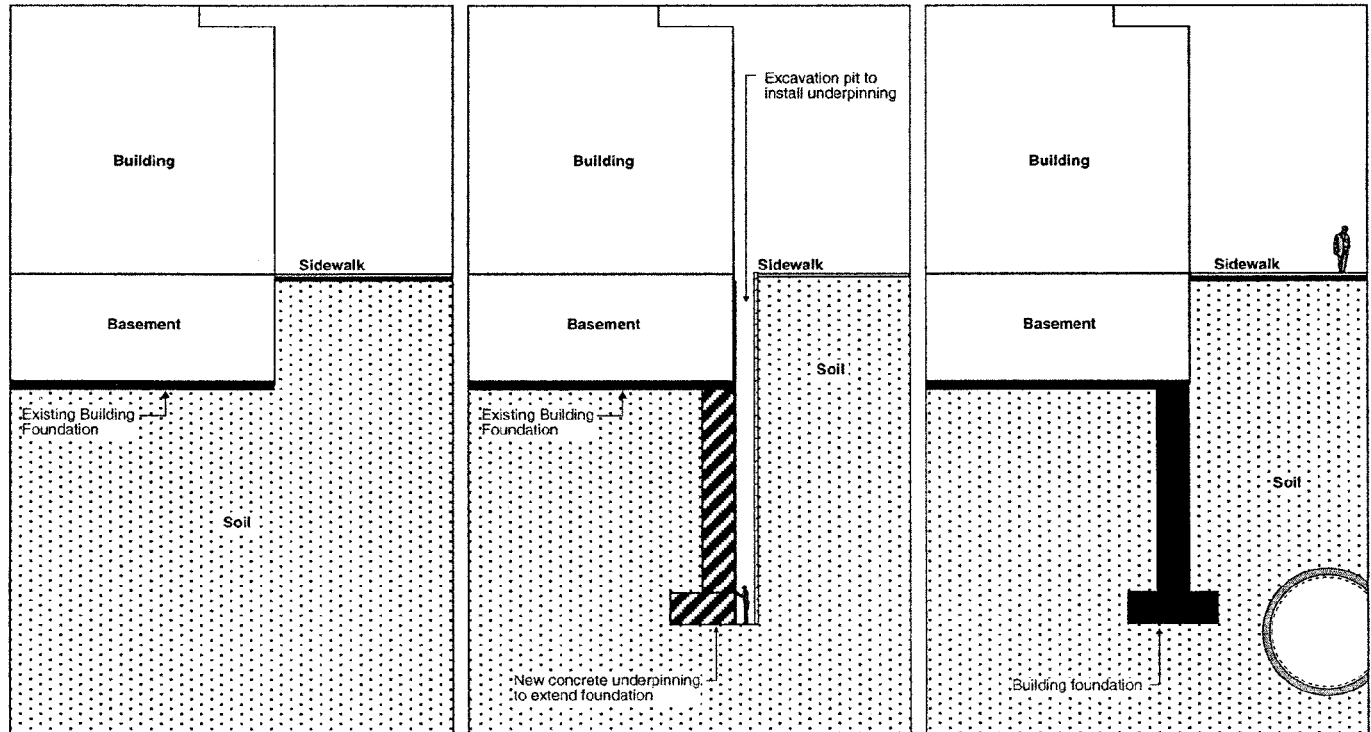 Building
Sidewalk
Basement
Existing Building
Foundation
Soil
Excavation pit to
install underpinning
Building
Sidewalk
Basement
Soil
Existing Building
Foundation
New concrete underpinning
to extend foundation
Building
Sidewalk
Basement
Soil
Building foundation